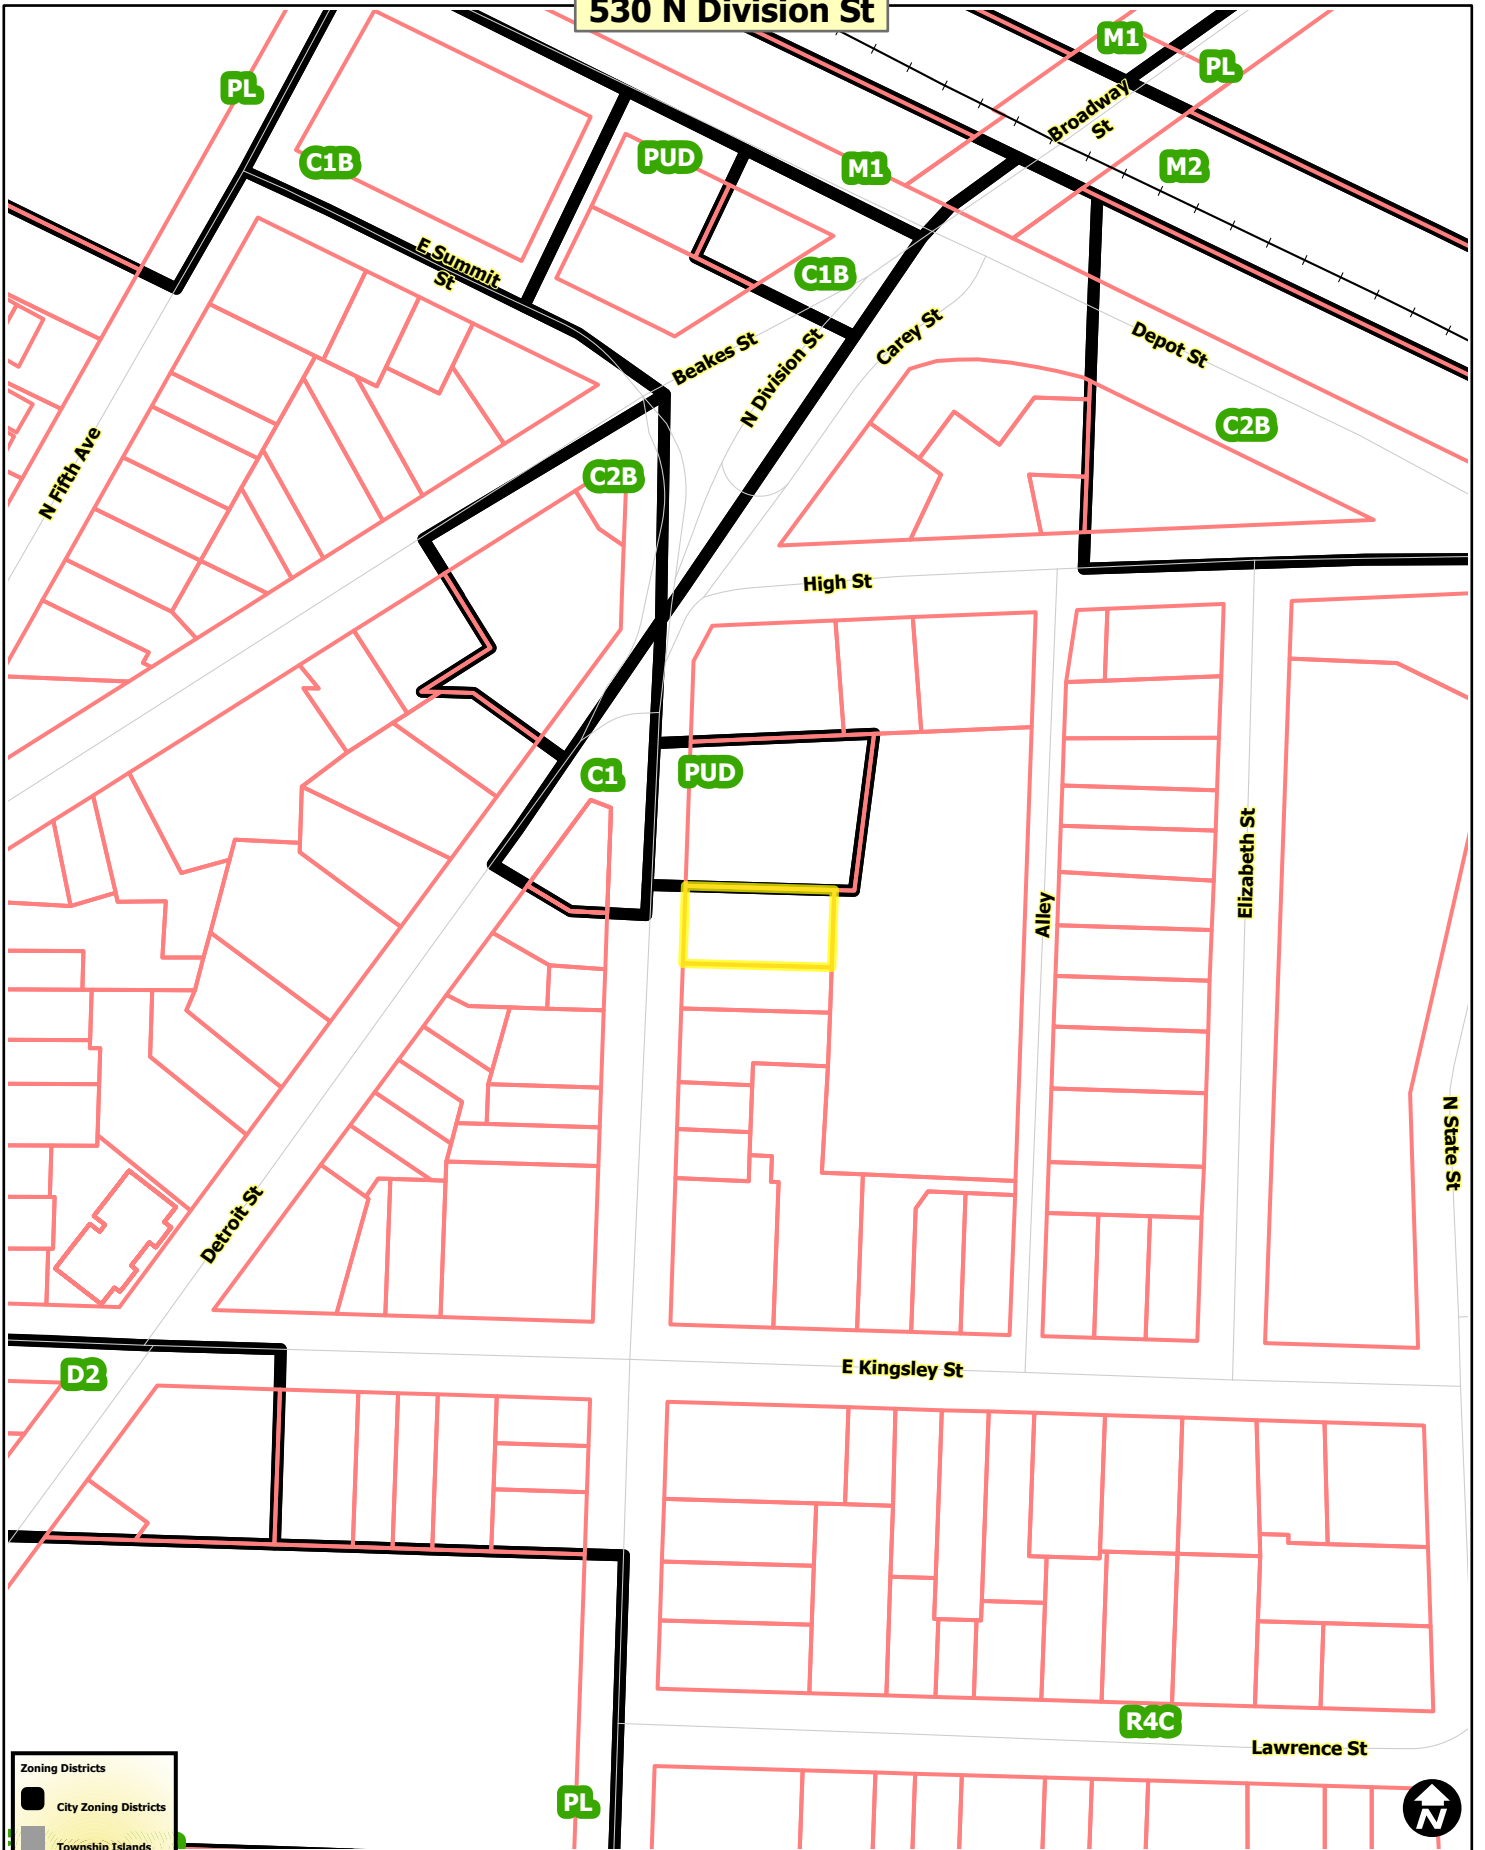 530 N Division St
M1
PL
PL
Broadway
St
C1B
PUD
M1
M2
E Summit
St
C1B
Carey St
Depot St
Beakes St
N Division St
C2B
N Fifth Ave
C2B
High St
C1
PUD
Elizabeth St
Alley
N State St
Detroit St
E Kingsley St
D2
R4C
Lawrence St
Zoning Districts
City Zoning Districts
PL
Township Islands
N